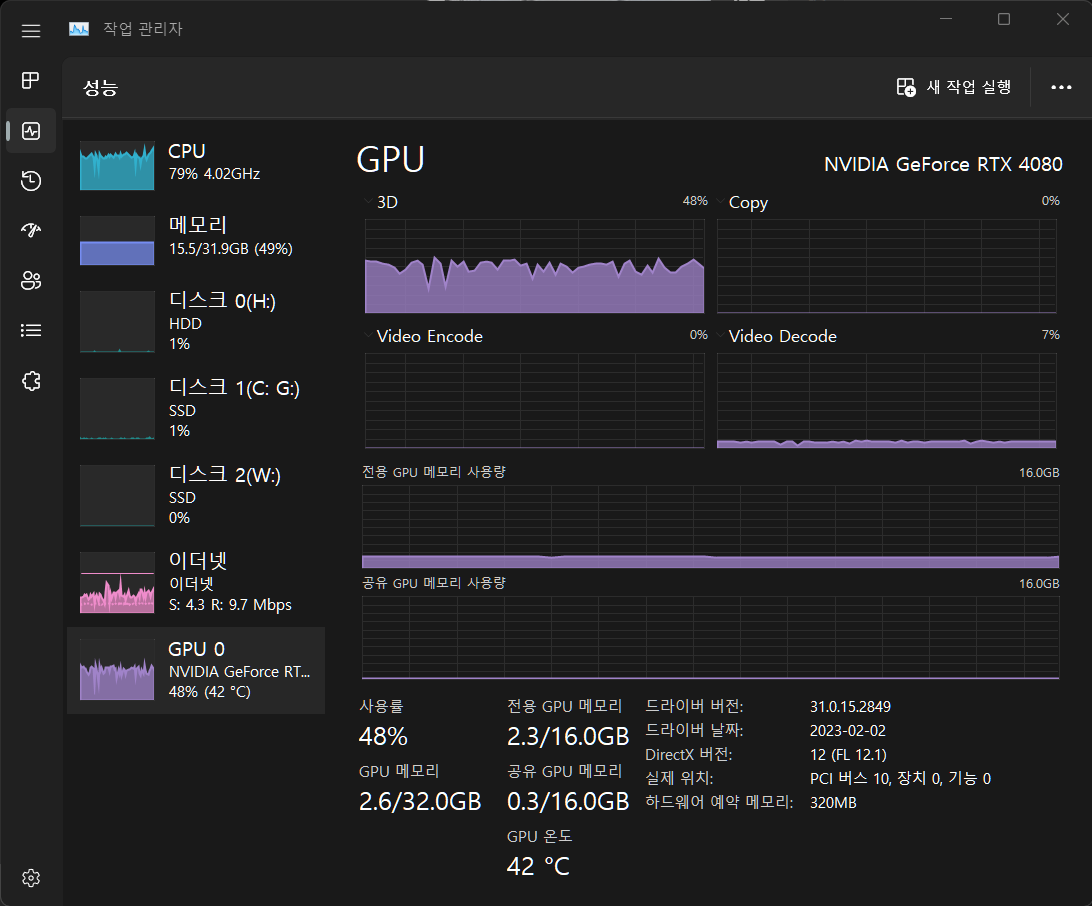 작업 관리자
성능
새 작업 실행
CPU
79% 4.02GHz
메모리
15.5/31.9GB (49%)
디스크 0(H:)
HDD
1%
디스크 1(C: G:)
SSD
1%
디스크 2(W:)
SSD
0%
이더넷
이더넷
S: 4.3 R: 9.7 Mbps
GPU 0
NVIDIA GeForce RT...
48% (42 °C)
GPU
NVIDIA GeForce RTX 4080
3D 48%
Copy 0%
Video Encode 0%
Video Decode 7%
전용 GPU 메모리 사용량 16.0GB
공유 GPU 메모리 사용량 16.0GB
사용률
48%
전용 GPU 메모리
2.3/16.0GB
GPU 메모리
2.6/32.0GB
공유 GPU 메모리
0.3/16.0GB
GPU 온도
42 °C
드라이버 버전: 31.0.15.2849
드라이버 날짜: 2023-02-02
DirectX 버전: 12 (FL 12.1)
실제 위치: PCI 버스 10, 장치 0, 기능 0
하드웨어 예약 메모리: 320MB